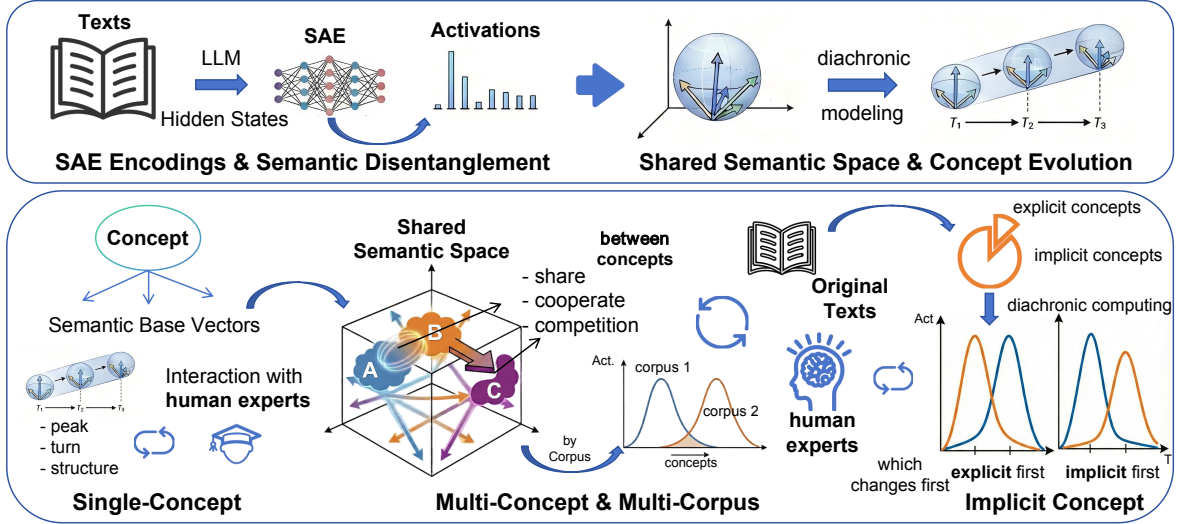 Texts
LLM
Hidden States
SAE
Activations
SAE Encodings & Semantic Disentanglement
diachronic
modeling
T1
T2
T3
Shared Semantic Space & Concept Evolution
Concept
Semantic Base Vectors
T1
T2
T3
Interaction with
human experts
- peak
- turn
- structure
Single-Concept
Shared
Semantic Space
A
B
C
between
concepts
- share
- cooperate
- competition
by
Corpus
Act.
corpus 1
corpus 2
concepts
Multi-Concept & Multi-Corpus
Original
Texts
human
experts
explicit concepts
implicit concepts
diachronic computing
Act
T
which
changes first
explicit first
implicit first
Implicit Concept